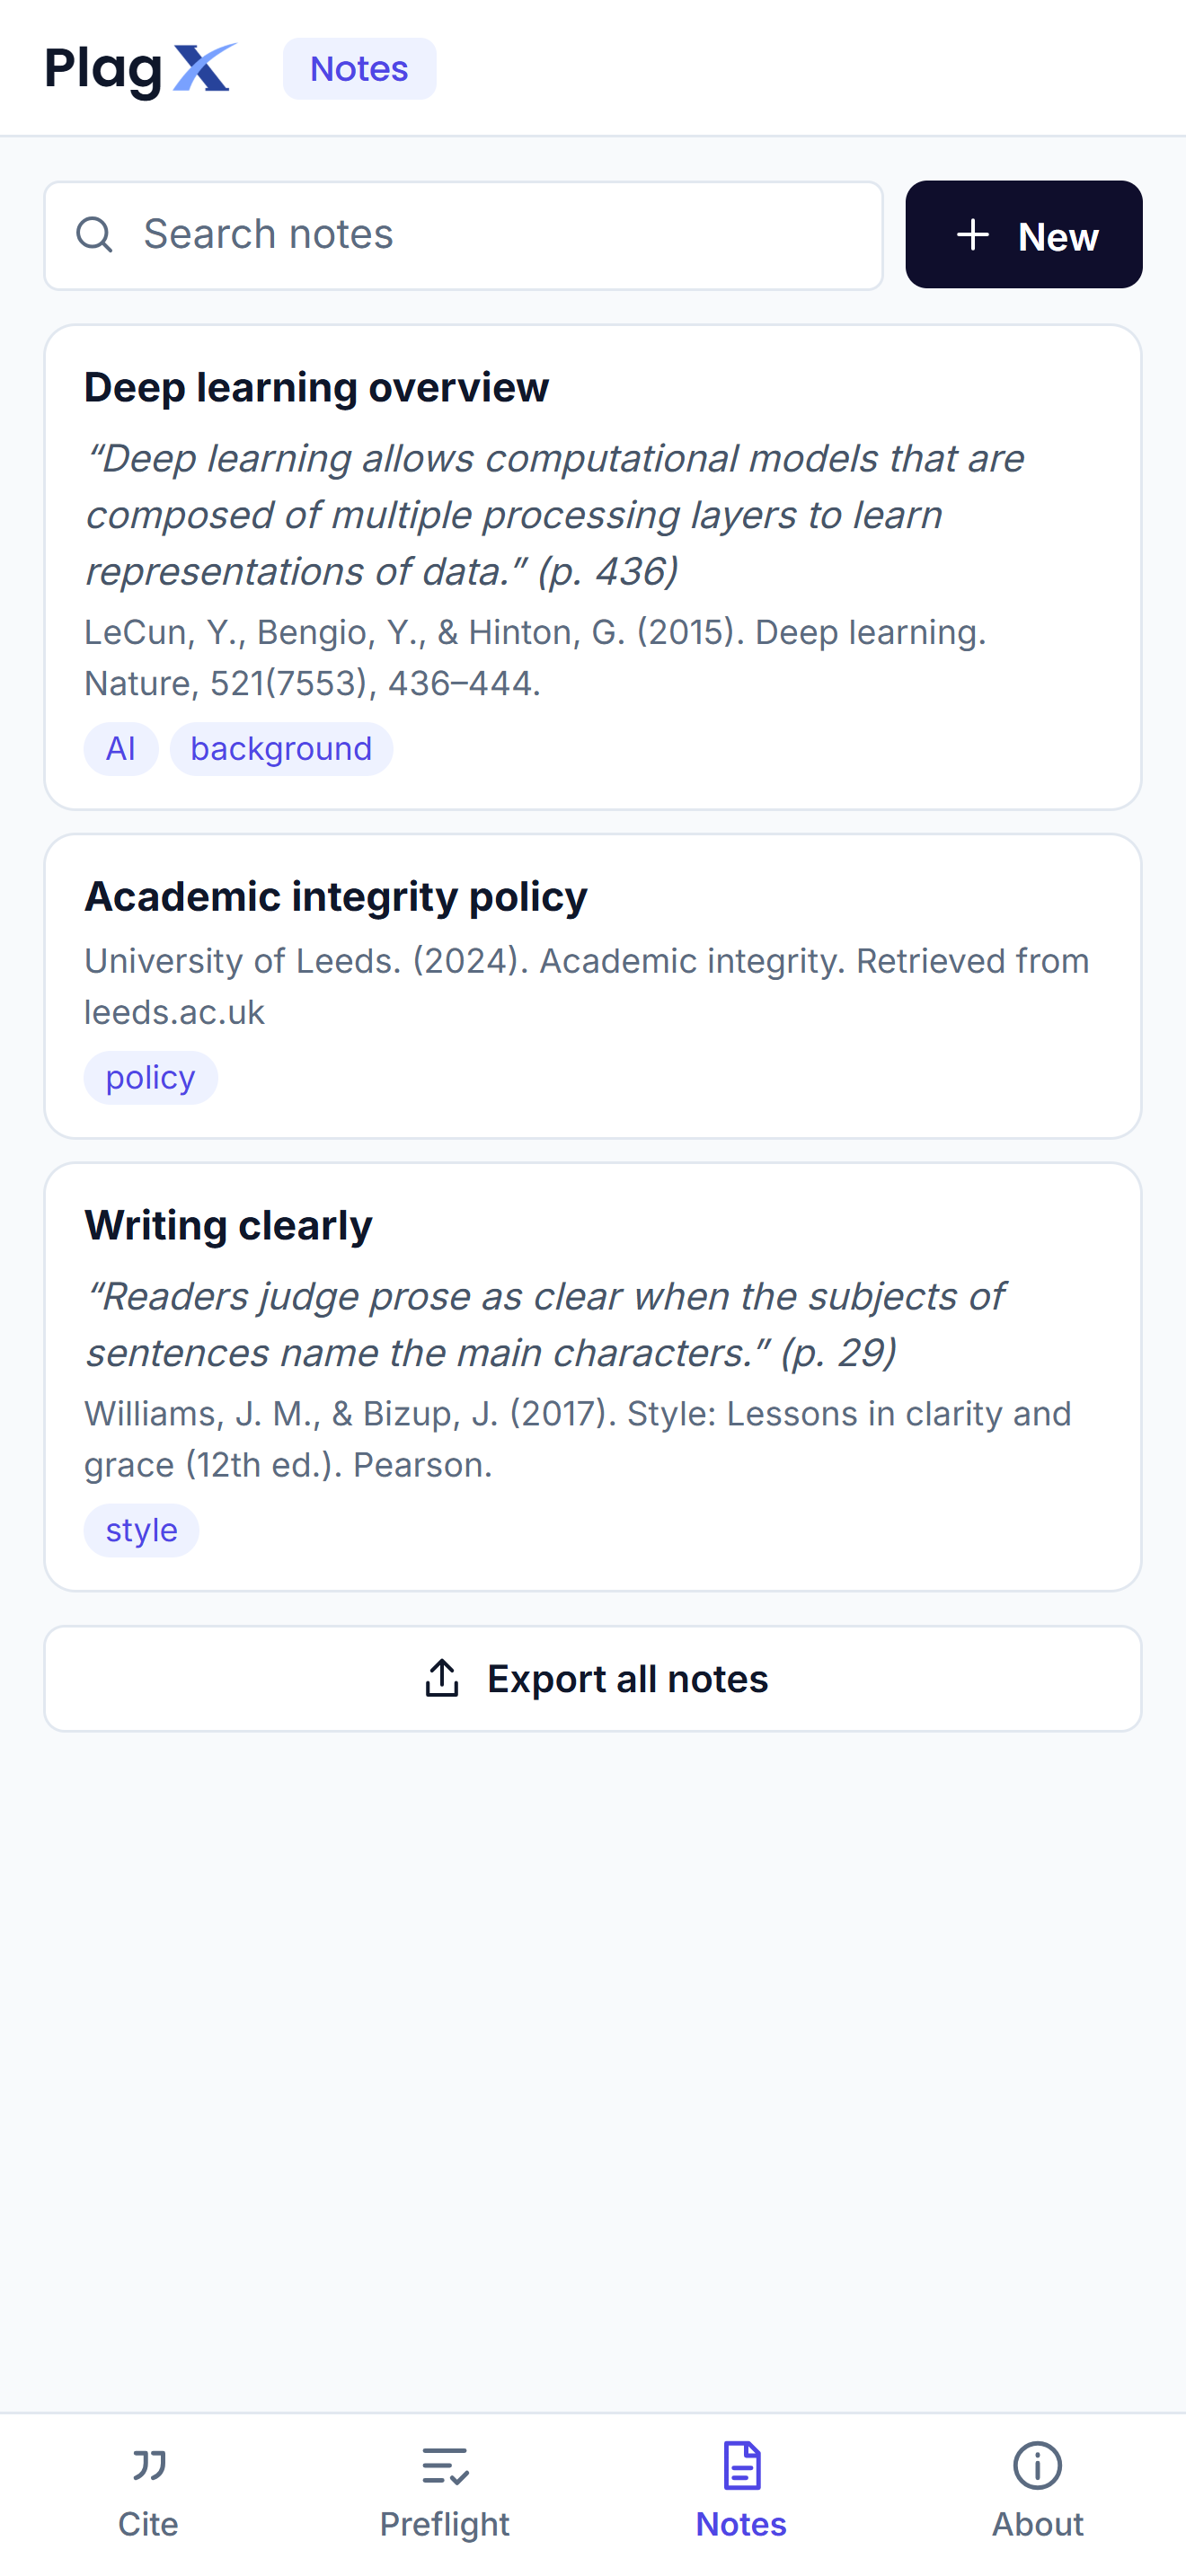 PlagX
Notes
Search notes
New
Deep learning overview
“Deep learning allows computational models that are
composed of multiple processing layers to learn
representations of data.” (p. 436)
LeCun, Y., Bengio, Y., & Hinton, G. (2015). Deep learning.
Nature, 521(7553), 436–444.
AI
background
Academic integrity policy
University of Leeds. (2024). Academic integrity. Retrieved from
leeds.ac.uk
policy
Writing clearly
“Readers judge prose as clear when the subjects of
sentences name the main characters.” (p. 29)
Williams, J. M., & Bizup, J. (2017). Style: Lessons in clarity and
grace (12th ed.). Pearson.
style
Export all notes
Cite
Preflight
Notes
About